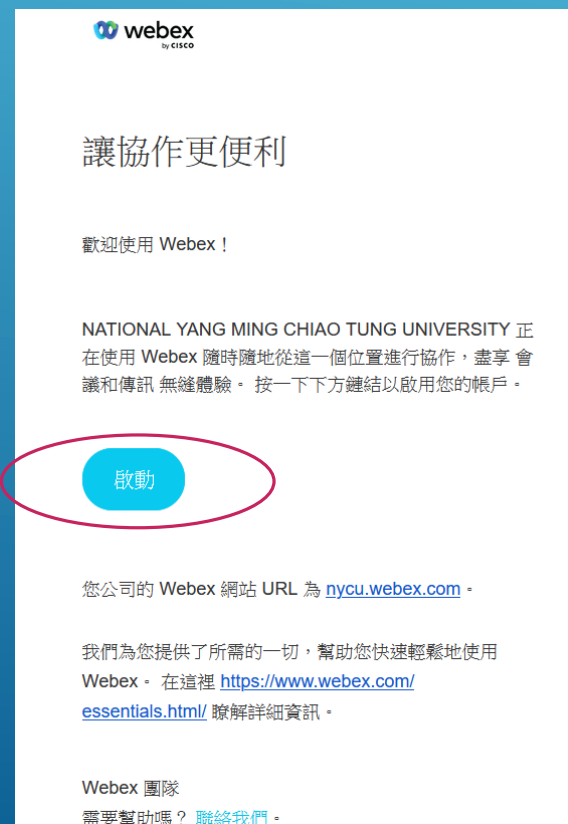 webex
by CISCO
讓協作更便利
歡迎使用 Webex！
NATIONAL YANG MING CHIAO TUNG UNIVERSITY 正
在使用 Webex 隨時隨地從這一個位置進行協作，盡享 會
議和傳訊 無縫體驗。 按一下下方鏈結以啟用您的帳戶。
啟動
您公司的 Webex 網站 URL 為 nycu.webex.com。
我們為您提供了所需的一切，幫助您快速輕鬆地使用
Webex。 在這裡 https://www.webex.com/
essentials.html/ 瞭解詳細資訊。
Webex 團隊
需要幫助嗎？ 聯絡我們。